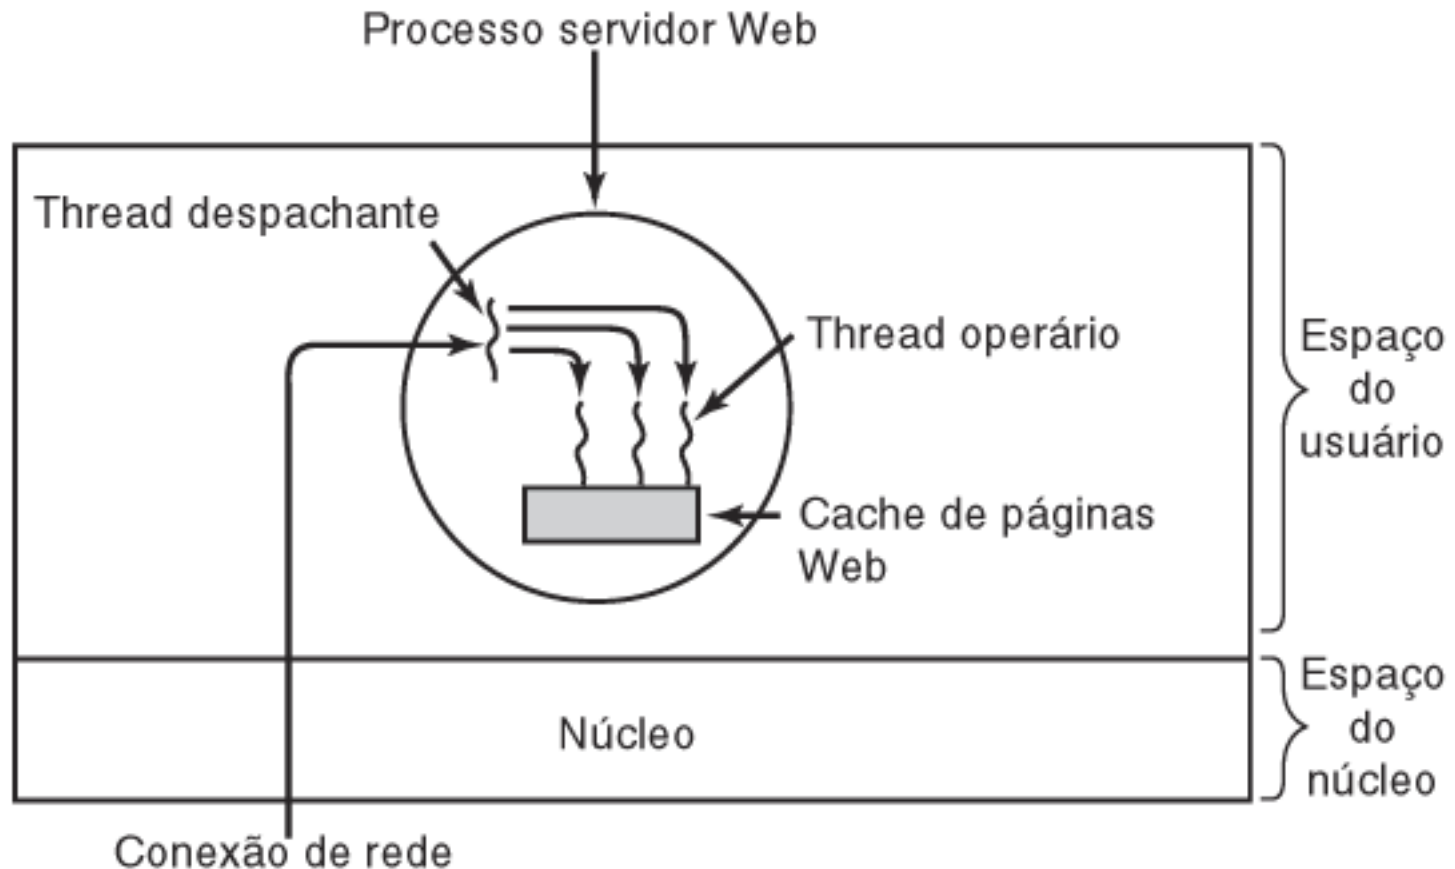 Processo servidor Web
Thread despachante
Thread operário
Cache de páginas
Web
Espaço
do
usuário
Núcleo
Espaço
do
núcleo
Conexão de rede